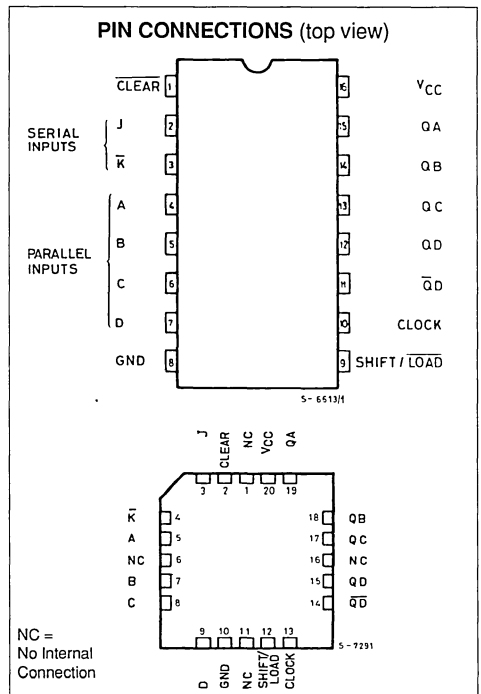 PIN CONNECTIONS (top view)
CLEAR 1 16 VCC
SERIAL INPUTS
J 2 15 QA
K 3 14 QB
PARALLEL INPUTS
A 4 13 QC
B 5 12 QD
C 6 11 QD
D 7 10 CLOCK
GND 8 9 SHIFT/LOAD
S-6513/1
J CLEAR NC VCC QA
3 2 1 20 19
K 4 18 QB
A 5 17 QC
NC 6 16 NC
B 7 15 QD
C 8 14 QD
9 10 11 12 13
D GND NC SHIFT/LOAD CLOCK
S-7291
NC =
No Internal
Connection